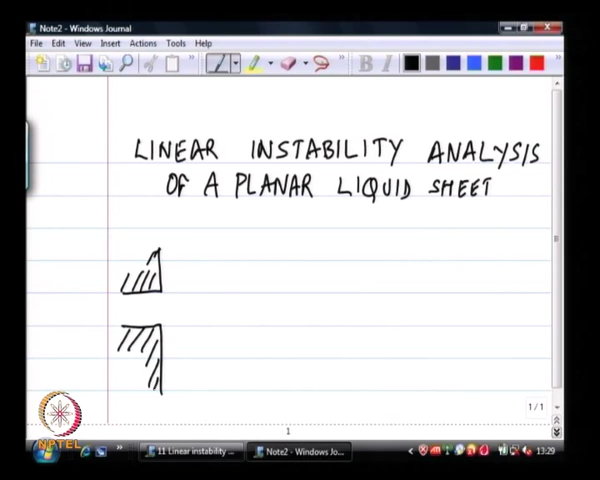 Note2 - Windows Journal
File Edit View Insert Actions Tools Help
B I
LINEAR INSTABILITY ANALYSIS
OF A PLANAR LIQUID SHEET
1/1
1
NPTEL
11 Linear instability ...
Note2 - Windows Jo...
13:29